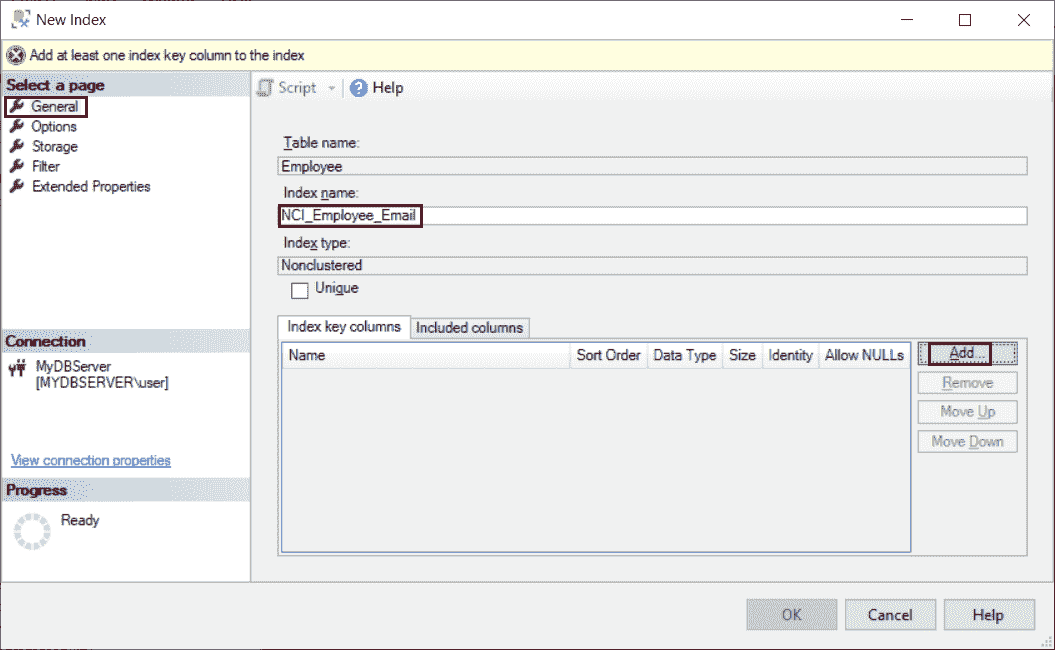 New Index
Add at least one index key column to the index
Select a page
General
Options
Storage
Filter
Extended Properties
Connection
MyDBServer
[MYDBSERVER\user]
View connection properties
Progress
Ready
Script
Help
Table name:
Employee
Index name:
NCI_Employee_Email
Index type:
Nonclustered
Unique
Index key columns Included columns
Name Sort Order Data Type Size Identity Allow NULLs
Add...
Remove
Move Up
Move Down
OK Cancel Help